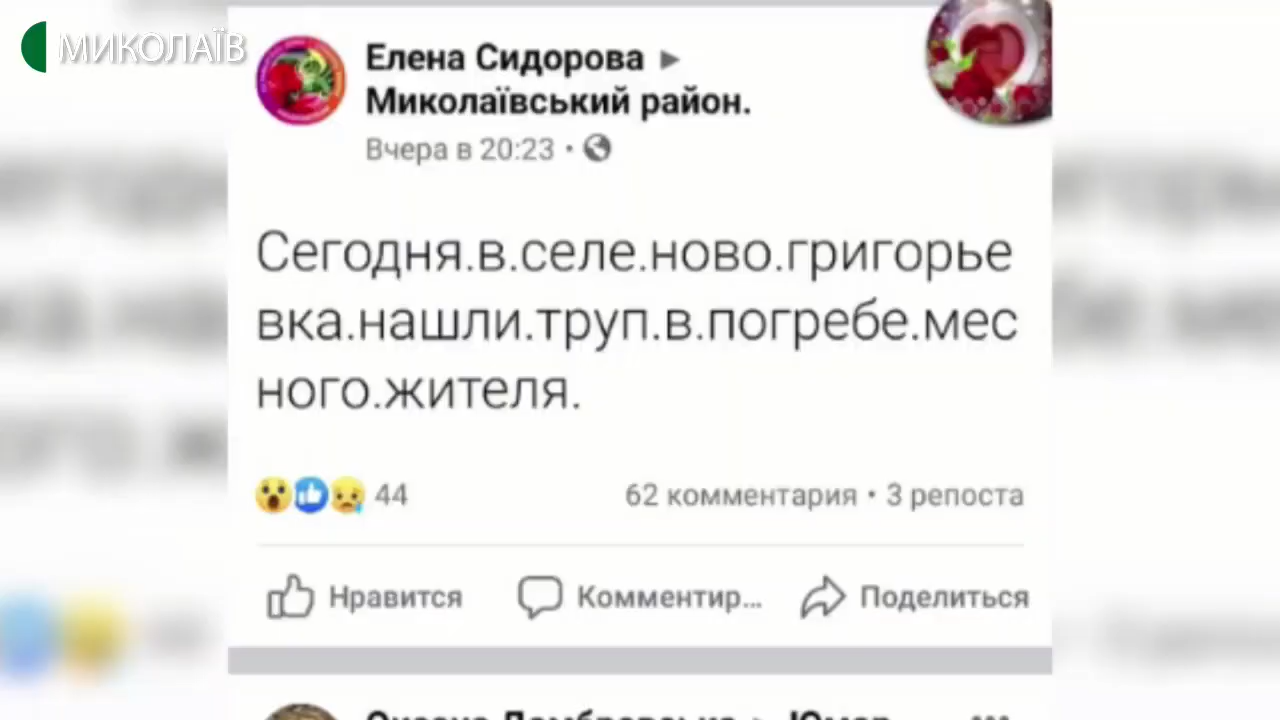 МИКОЛАЇВ
Елена Сидорова ▸
Миколаївський район.
Вчера в 20:23 ·
Сегодня.в.селе.ново.григорье
вка.нашли.труп.в.погребе.мес
ного.жителя.
44
62 комментария · 3 репоста
Нравится
Комментир...
Поделиться